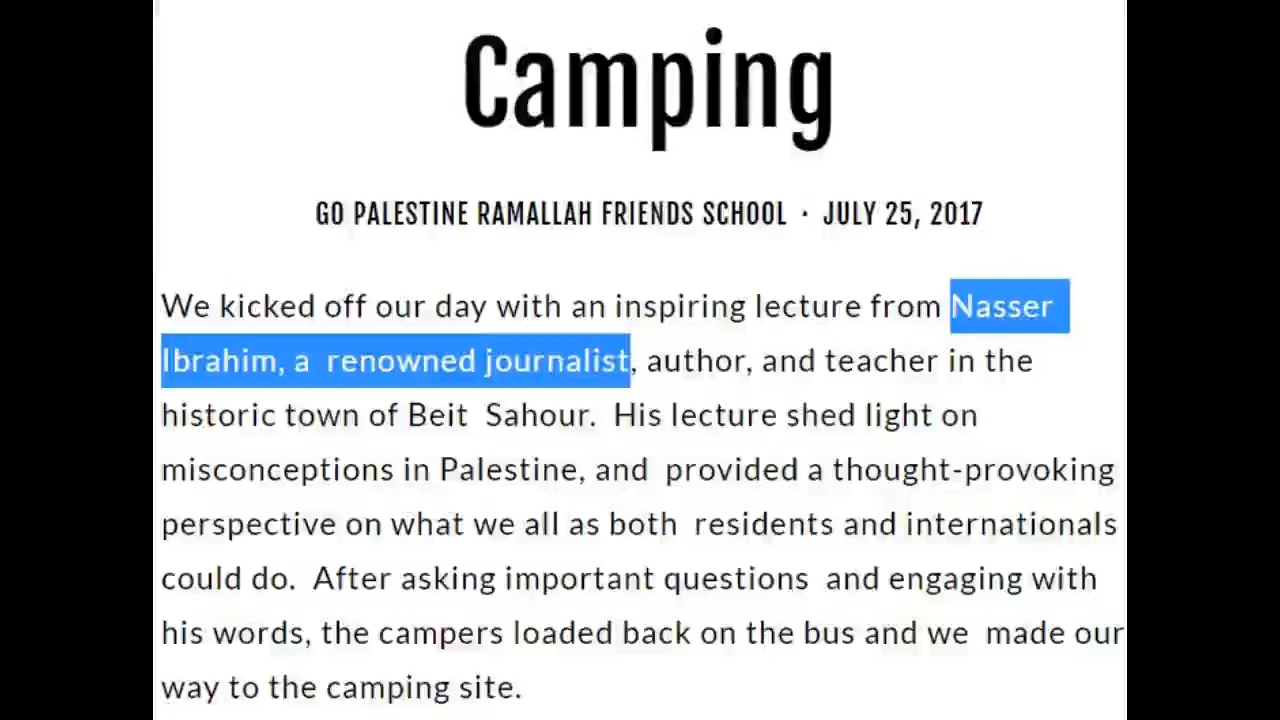 Camping
GO PALESTINE RAMALLAH FRIENDS SCHOOL · JULY 25, 2017
We kicked off our day with an inspiring lecture from Nasser
Ibrahim, a renowned journalist, author, and teacher in the
historic town of Beit Sahour. His lecture shed light on
misconceptions in Palestine, and provided a thought-provoking
perspective on what we all as both residents and internationals
could do. After asking important questions and engaging with
his words, the campers loaded back on the bus and we made our
way to the camping site.